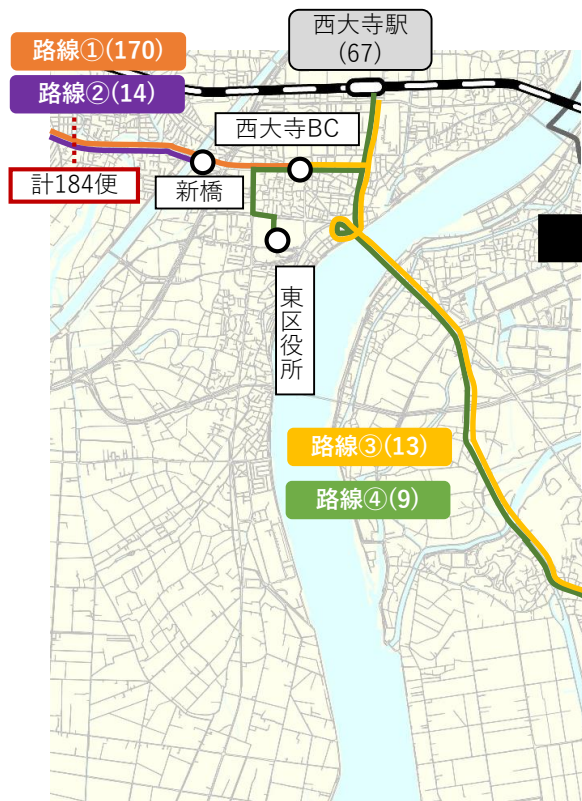 西大寺駅
(67)
路線①(170)
路線②(14)
西大寺BC
計184便
新橋
東区役所
路線③(13)
路線④(9)